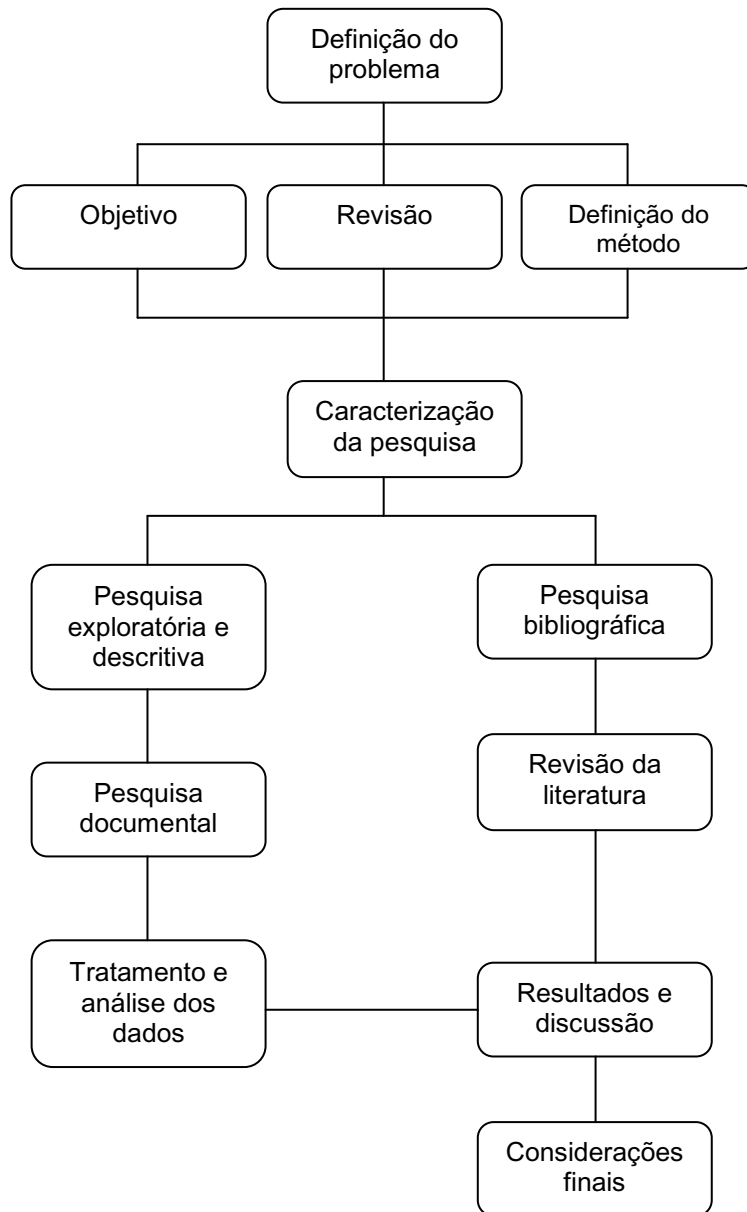 Definição do
problema
Objetivo
Revisão
Definição do
método
Caracterização
da pesquisa
Pesquisa
exploratória e
descritiva
Pesquisa
bibliográfica
Pesquisa
documental
Revisão da
literatura
Tratamento e
análise dos
dados
Resultados e
discussão
Considerações
finais